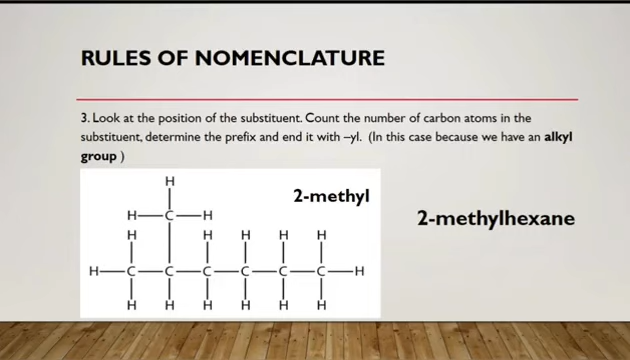 RULES OF NOMENCLATURE
3. Look at the position of the substituent. Count the number of carbon atoms in the
substituent, determine the prefix and end it with –yl. (In this case because we have an alkyl
group )
2-methyl
2-methylhexane
H
H—C—H
H H H H H
H—C—C—C—C—C—C—H
H H H H H H